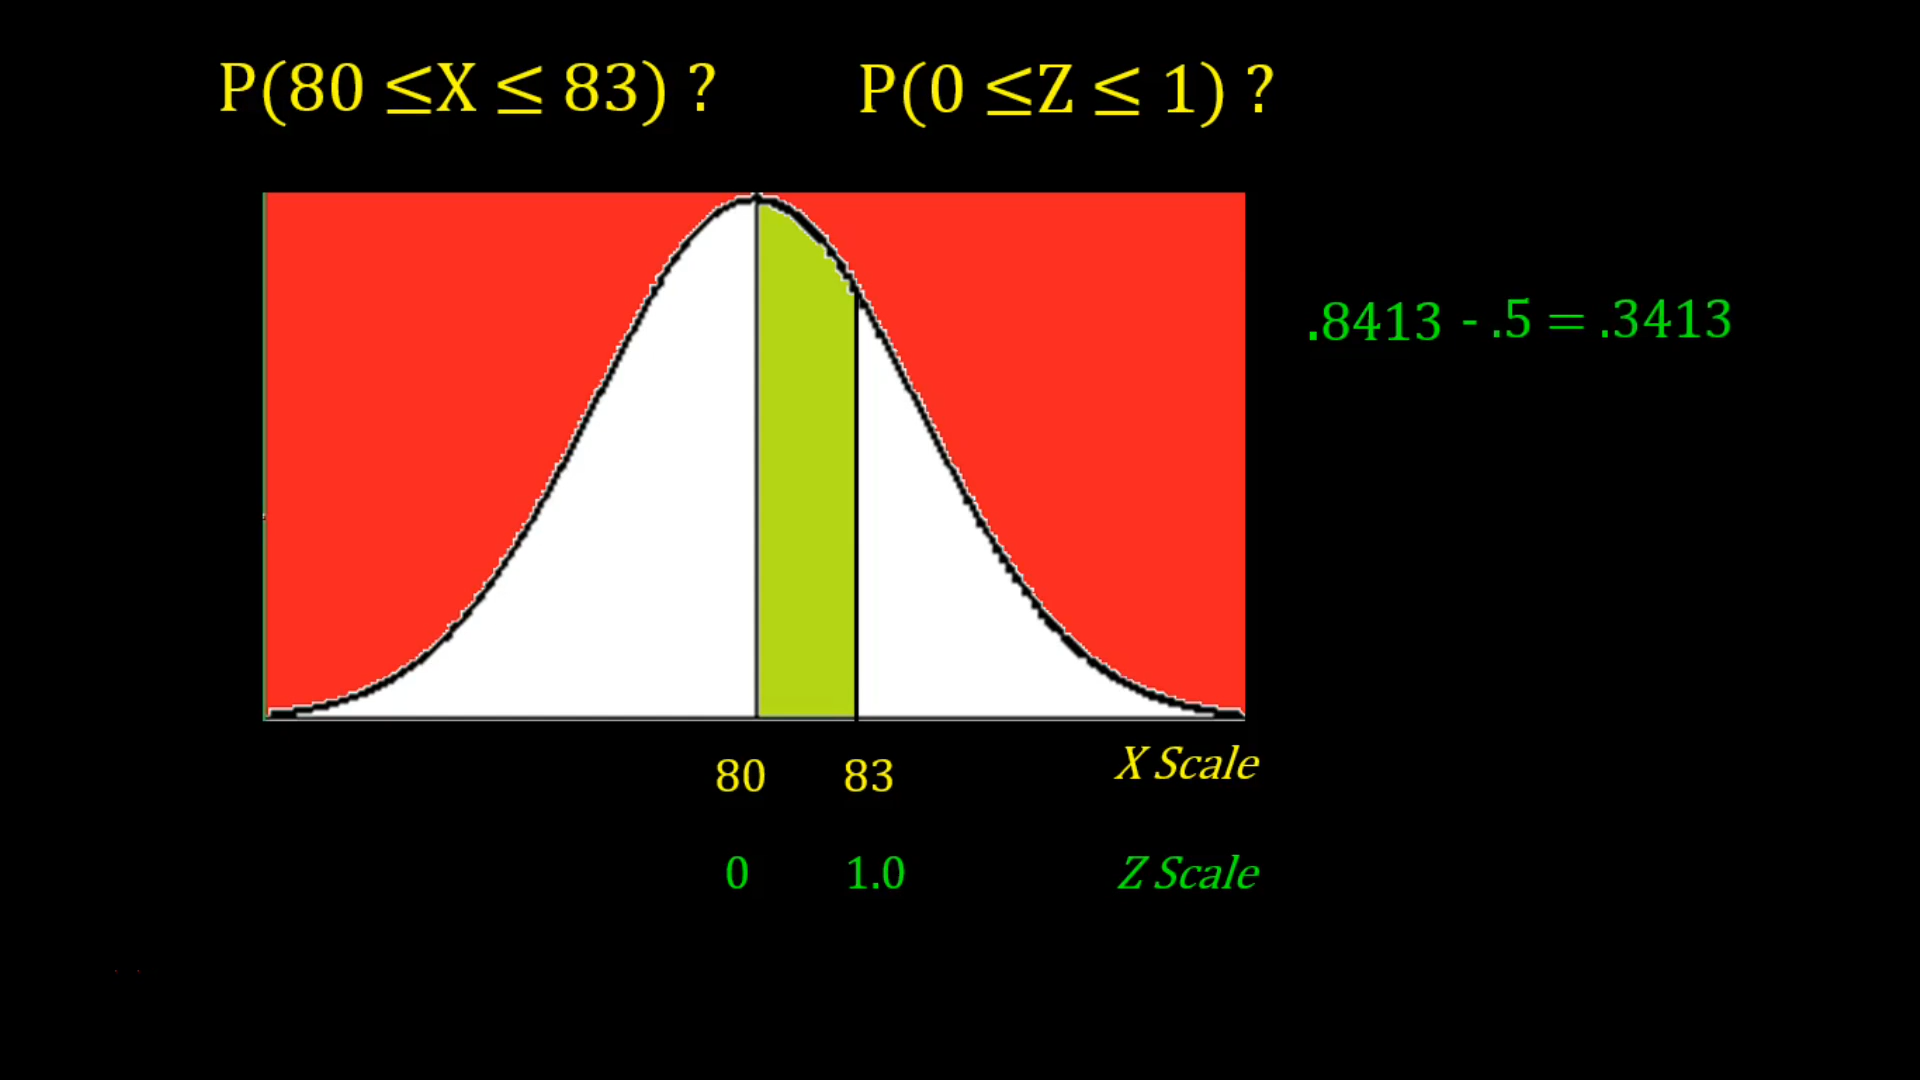 P(80 ≤X ≤ 83) ? P(0 ≤Z ≤ 1) ?
.8413 - .5 = .3413
80 83 X Scale
0 1.0 Z Scale